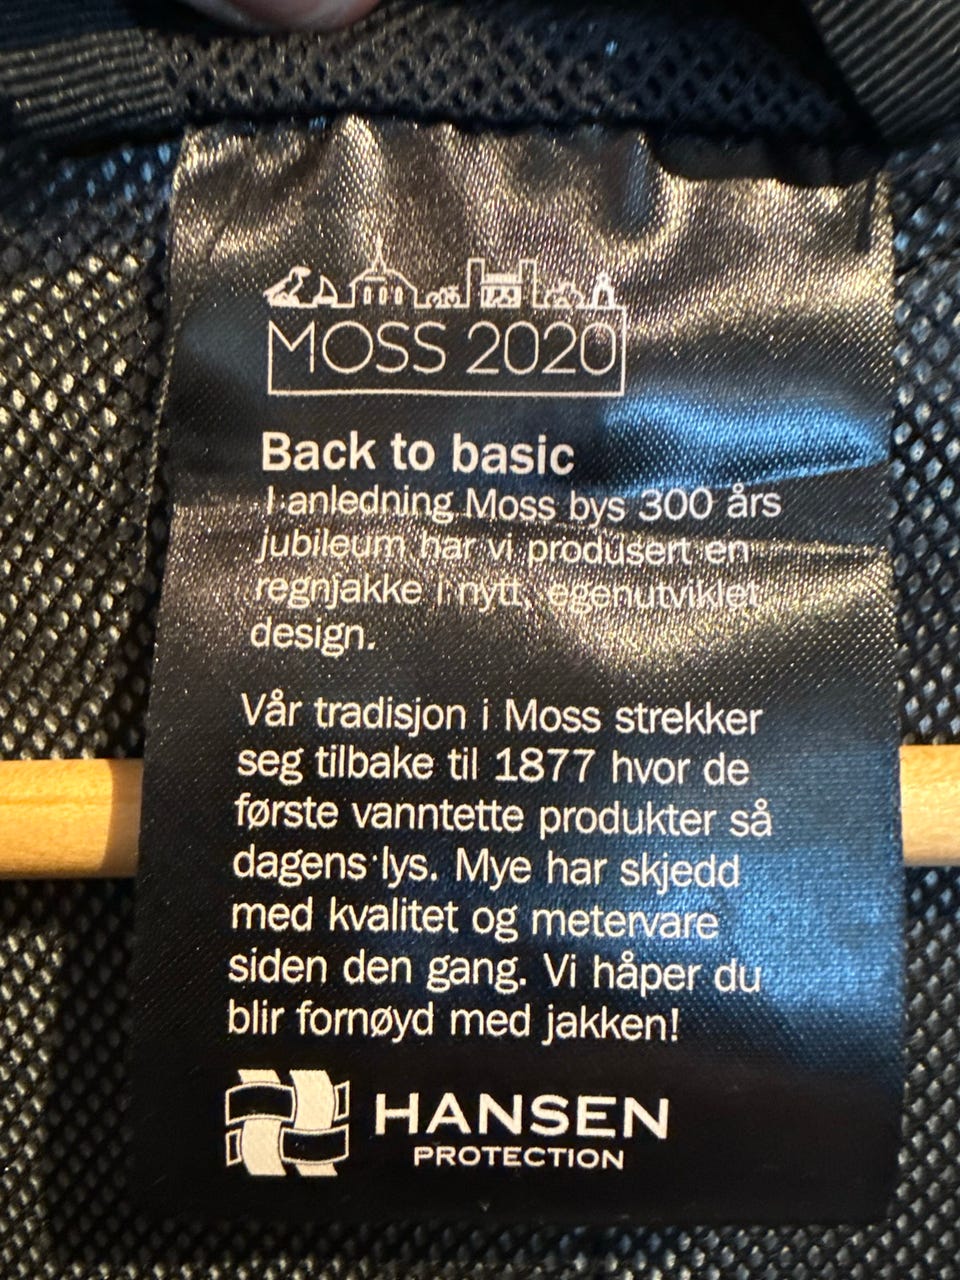 MOSS 2020
Back to basic
I anledning Moss bys 300 års
jubileum har vi produsert en
regnjakke i nytt, egenutviklet
design.
Vår tradisjon i Moss strekker
seg tilbake til 1877 hvor de
første vanntette produkter så
dagens lys. Mye har skjedd
med kvalitet og metervare
siden den gang. Vi håper du
blir fornøyd med jakken!
HANSEN
PROTECTION